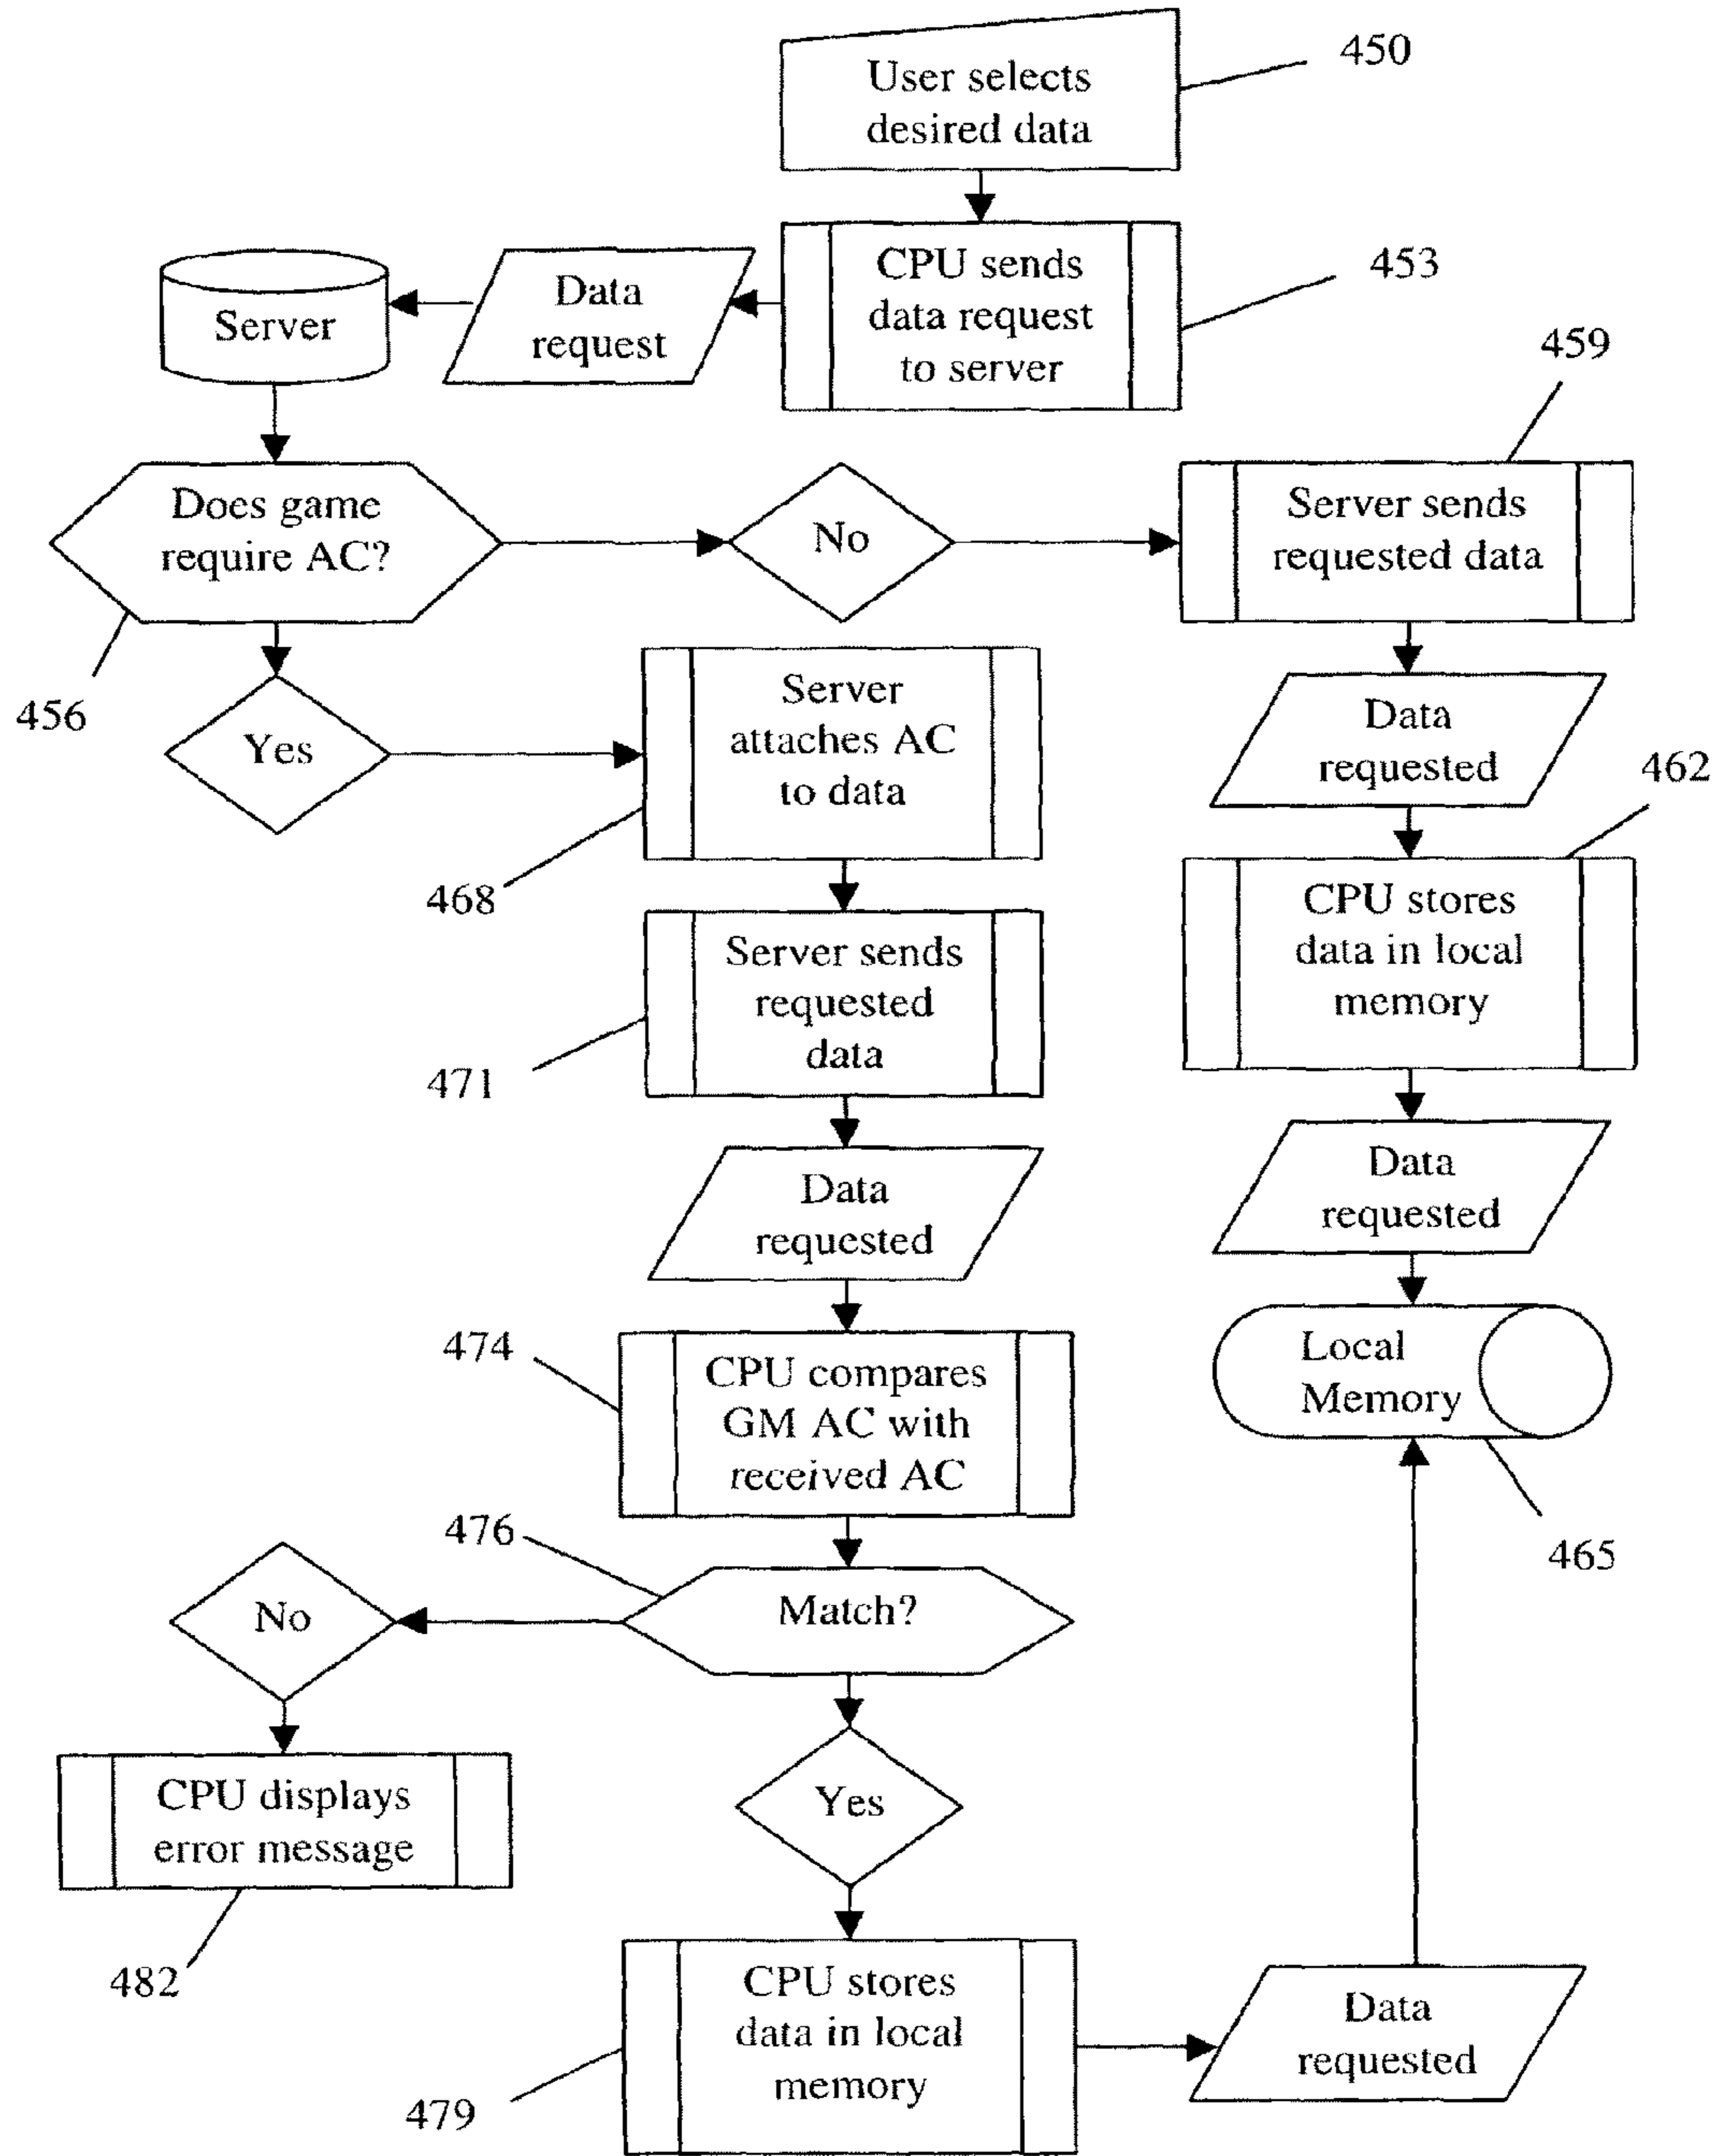 User selects
desired data
450
CPU sends
data request
to server
453
Data
request
Server
459
Does game
require AC?
456
No
Server sends
requested data
Data
requested
462
CPU stores
data in local
memory
Data
requested
Local
Memory
465
Yes
Server
attaches AC
to data
468
Server sends
requested
data
471
Data
requested
474
CPU compares
GM AC with
received AC
476
Match?
No
CPU displays
error message
482
Yes
CPU stores
data in local
memory
479
Data
requested